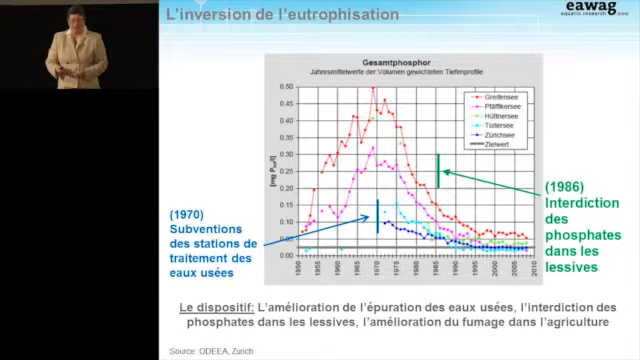 L'inversion de l'eutrophisation
eawag
aquatic research
Gesamtphosphor
Jahresmittelwerte der Volumen gewichteten Tiefenprofile
[mg Ptot/l]
0.50
0.45
0.40
0.35
0.30
0.25
0.20
0.15
0.10
0.05
0.00
Greifensee
Pfäffikersee
Hüttnersee
Türlersee
Zürichsee
Zielwert
1950
1955
1960
1965
1970
1975
1980
1985
1990
1995
2000
2005
2010
(1970)
Subventions
des stations de
traitement des
eaux usées
(1986)
Interdiction
des
phosphates
dans les
lessives
Le dispositif: L'amélioration de l'épuration des eaux usées, l'interdiction des
phosphates dans les lessives, l'amélioration du fumage dans l'agriculture
Source: ODEEA, Zurich